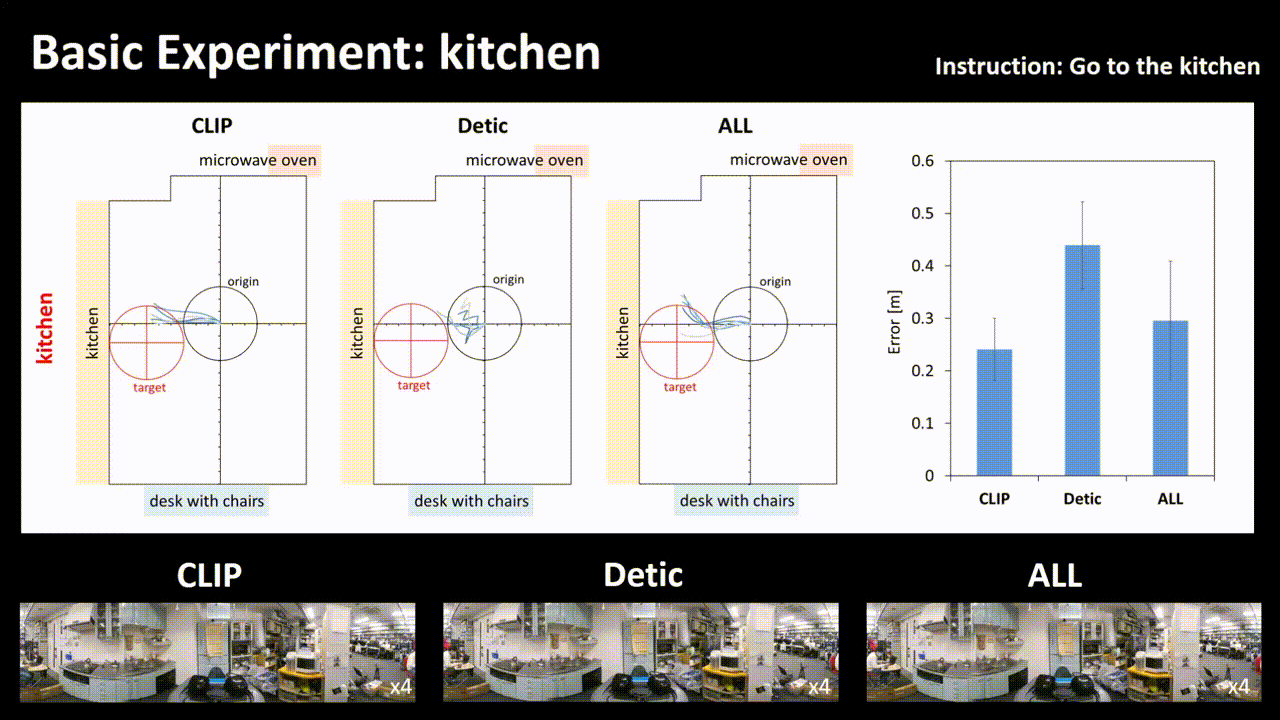 Basic Experiment: kitchen
Instruction: Go to the kitchen
CLIP
Detic
ALL
microwave oven
microwave oven
microwave oven
kitchen
kitchen
origin
target
desk with chairs
kitchen
origin
target
desk with chairs
kitchen
origin
target
desk with chairs
Error [m]
0.6
0.5
0.4
0.3
0.2
0.1
0
CLIP
Detic
ALL
CLIP
Detic
ALL
x4
x4
x4